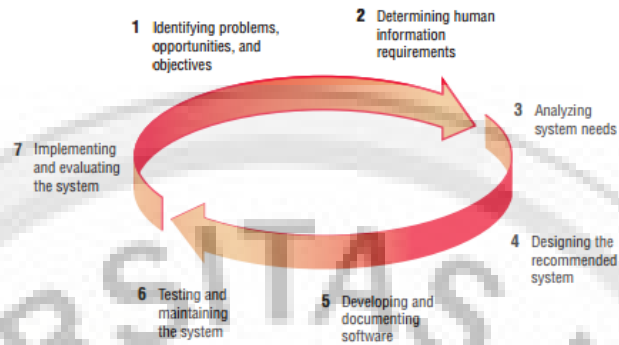 1 Identifying problems,
opportunities, and
objectives
2 Determining human
information
requirements
3 Analyzing
system needs
4 Designing the
recommended
system
5 Developing and
documenting
software
6 Testing and
maintaining
the system
7 Implementing
and evaluating
the system